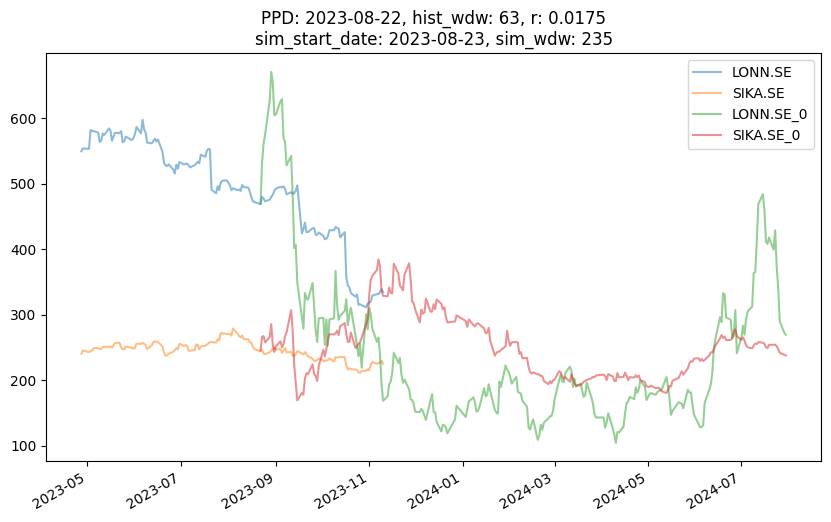 PPD: 2023-08-22, hist_wdw: 63, r: 0.0175
sim_start_date: 2023-08-23, sim_wdw: 235
LONN.SE
SIKA.SE
LONN.SE_0
SIKA.SE_0
600
500
400
300
200
100
2023-05
2023-07
2023-09
2023-11
2024-01
2024-03
2024-05
2024-07